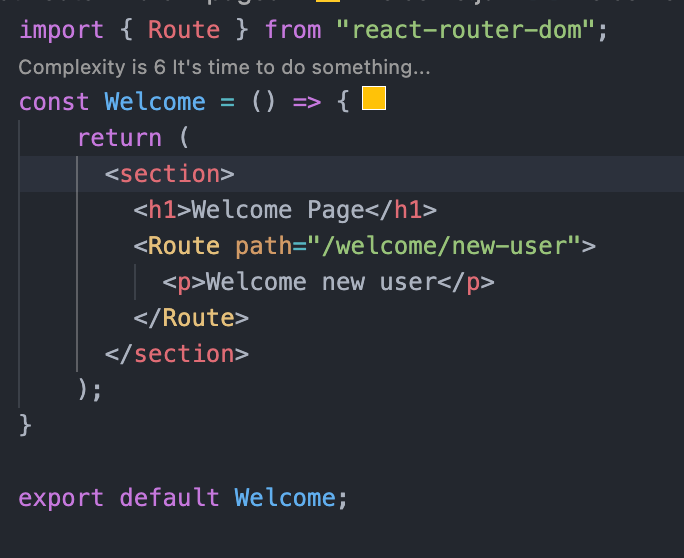 import { Route } from "react-router-dom";
Complexity is 6 It's time to do something...
const Welcome = () => {
return (
<section>
<h1>Welcome Page</h1>
<Route path="/welcome/new-user">
<p>Welcome new user</p>
</Route>
</section>
);
}
export default Welcome;